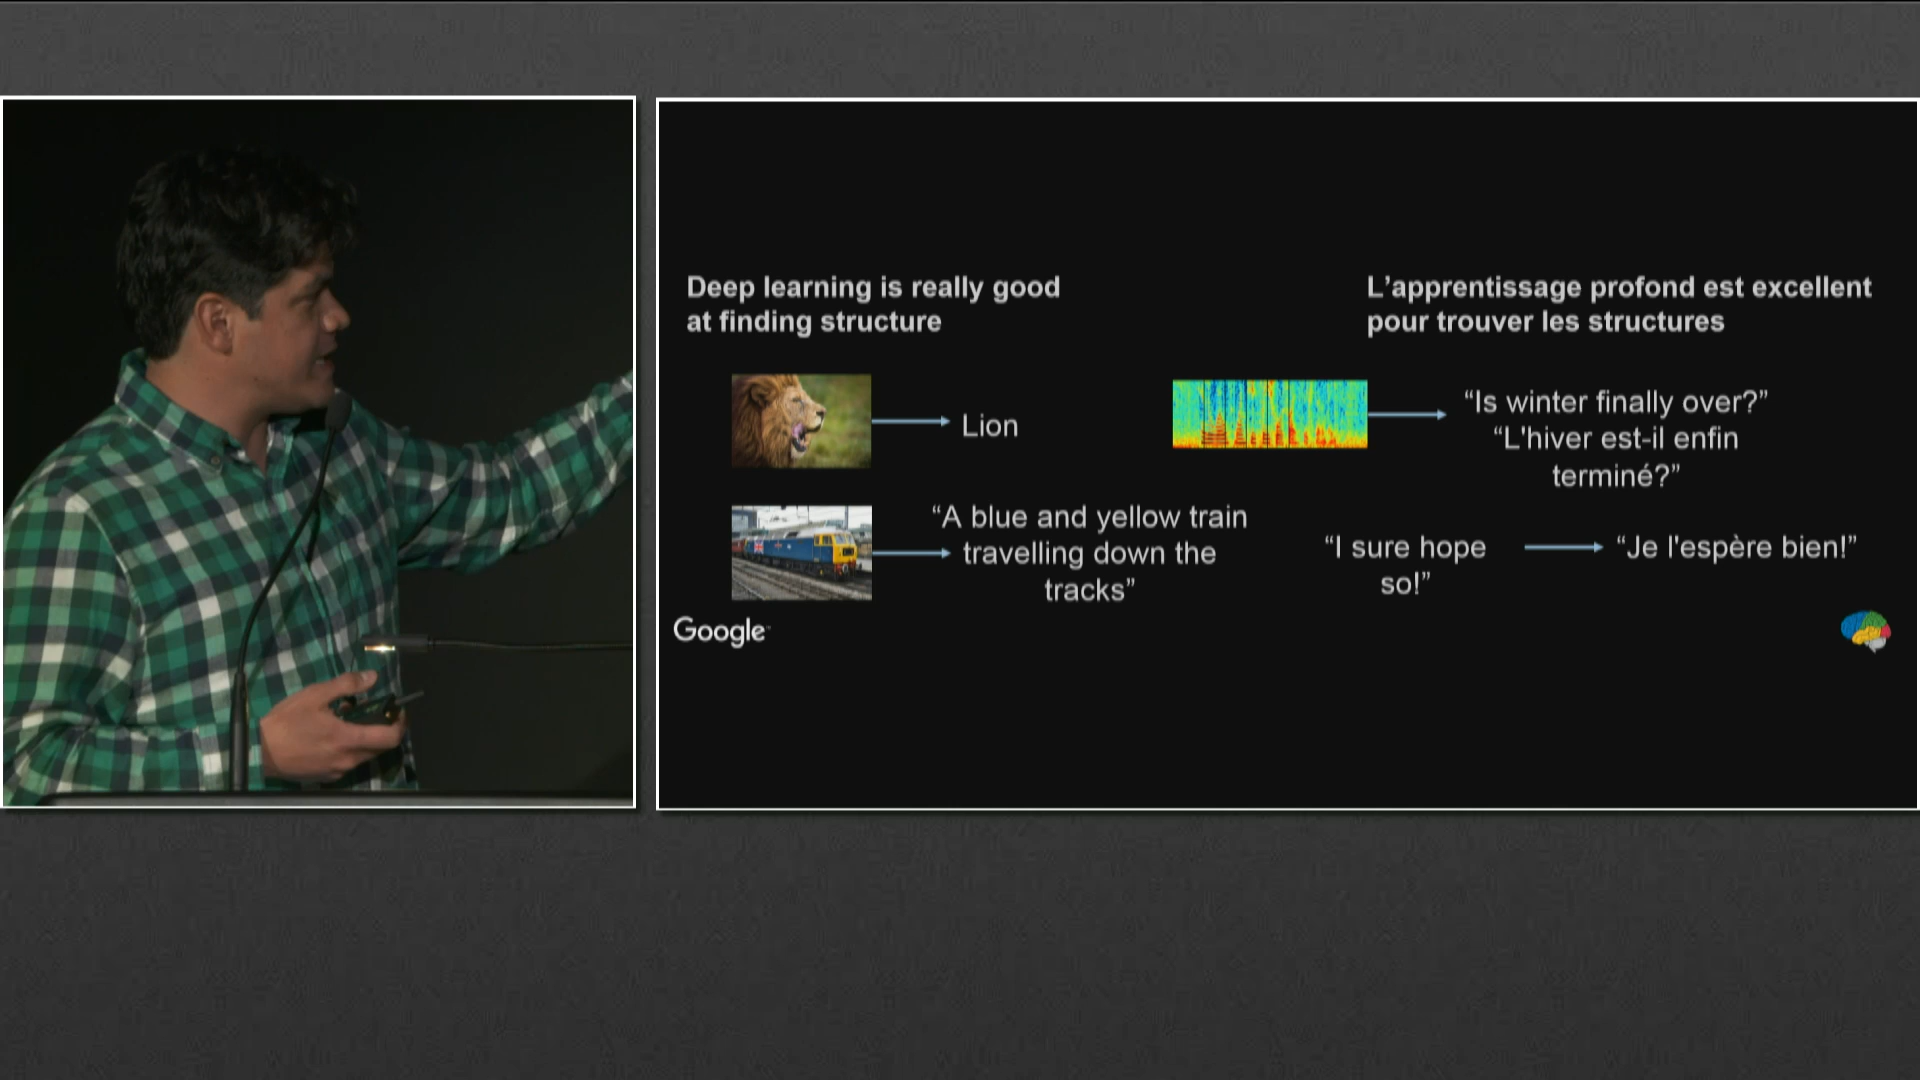 Deep learning is really good
at finding structure
L'apprentissage profond est excellent
pour trouver les structures
Lion
“Is winter finally over?”
“L'hiver est-il enfin
terminé?”
“A blue and yellow train
travelling down the
tracks”
“I sure hope
so!”
“Je l'espère bien!”
Google